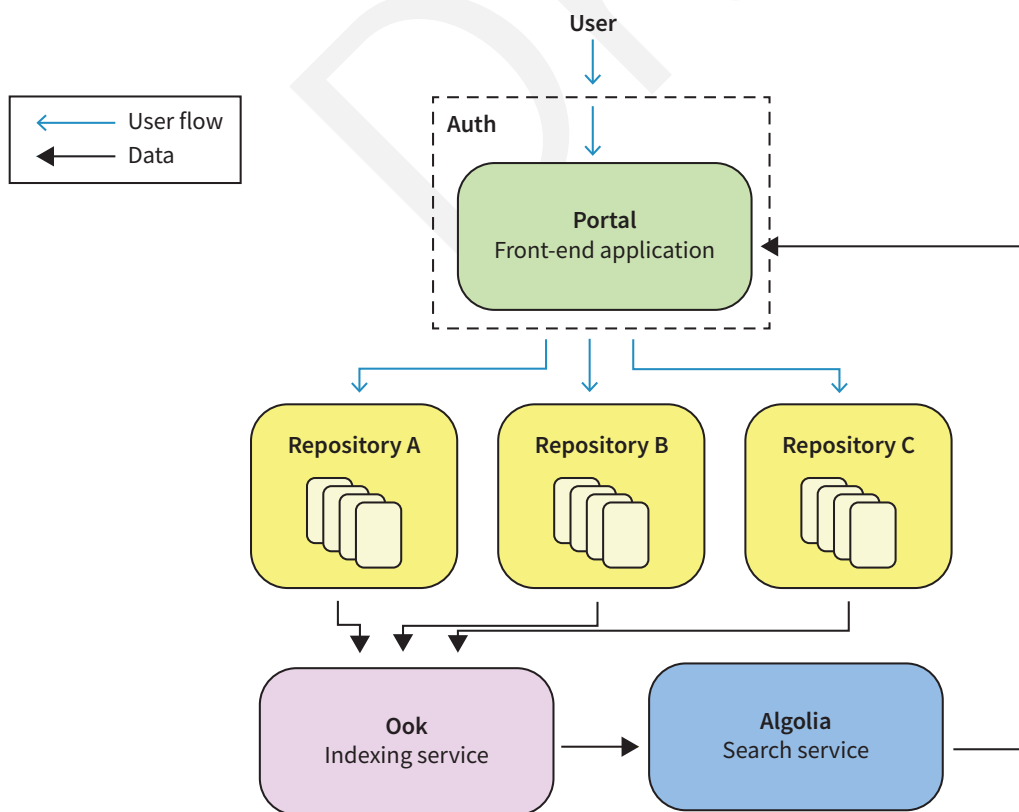 User
User flow
Data
Auth
Portal
Front-end application
Repository A
Repository B
Repository C
Ook
Indexing service
Algolia
Search service